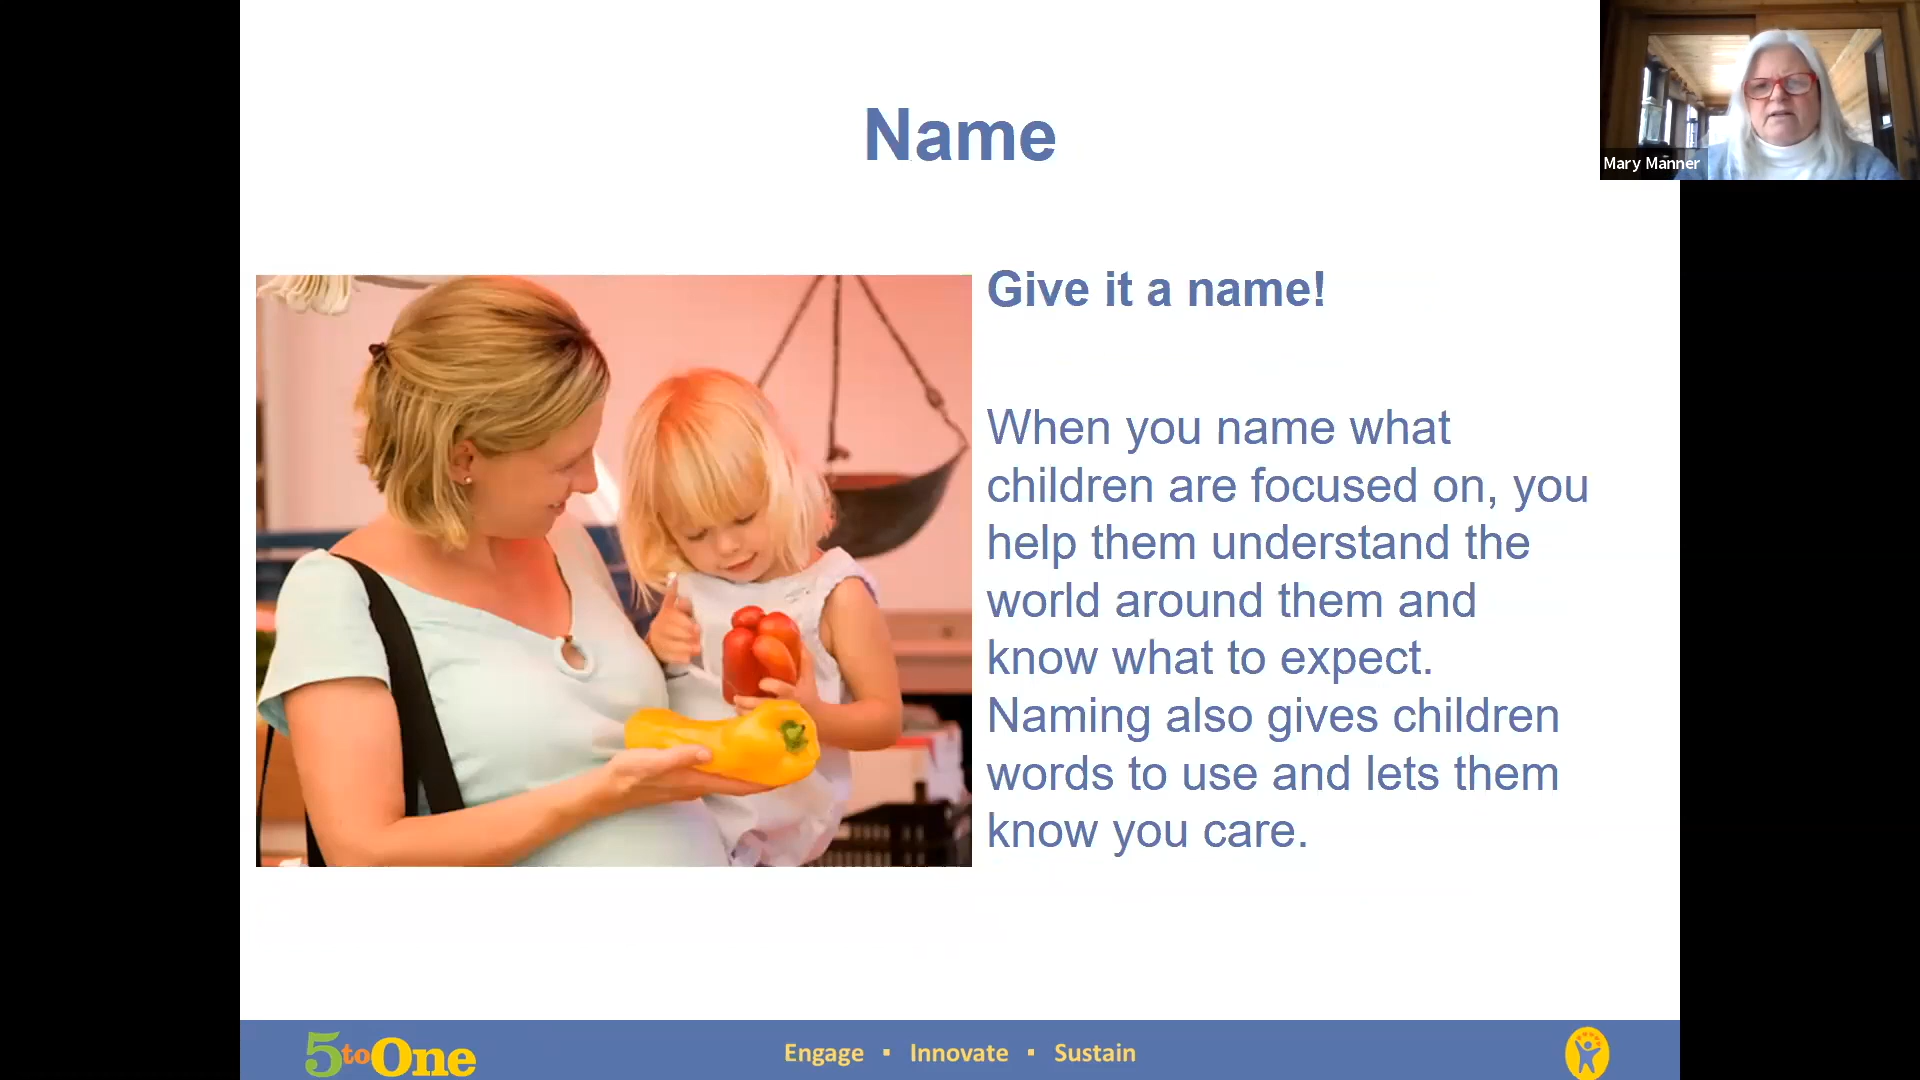 Name
Mary Manner
Give it a name!
When you name what
children are focused on, you
help them understand the
world around them and
know what to expect.
Naming also gives children
words to use and lets them
know you care.
5toOne
Engage ▪ Innovate ▪ Sustain